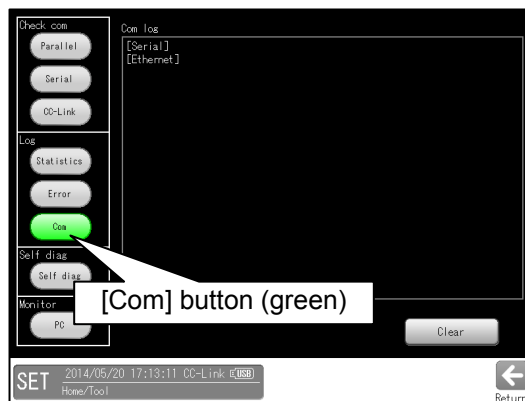 Check com
Parallel
Serial
CC-Link
Log
Statistics
Error
Com
Self diag
Self diag
Monitor
PC
Com log
[Serial]
[Ethernet]
[Com] button (green)
Clear
SET
2014/05/20 17:13:11 CC-Link USB
Home/Tool
Return